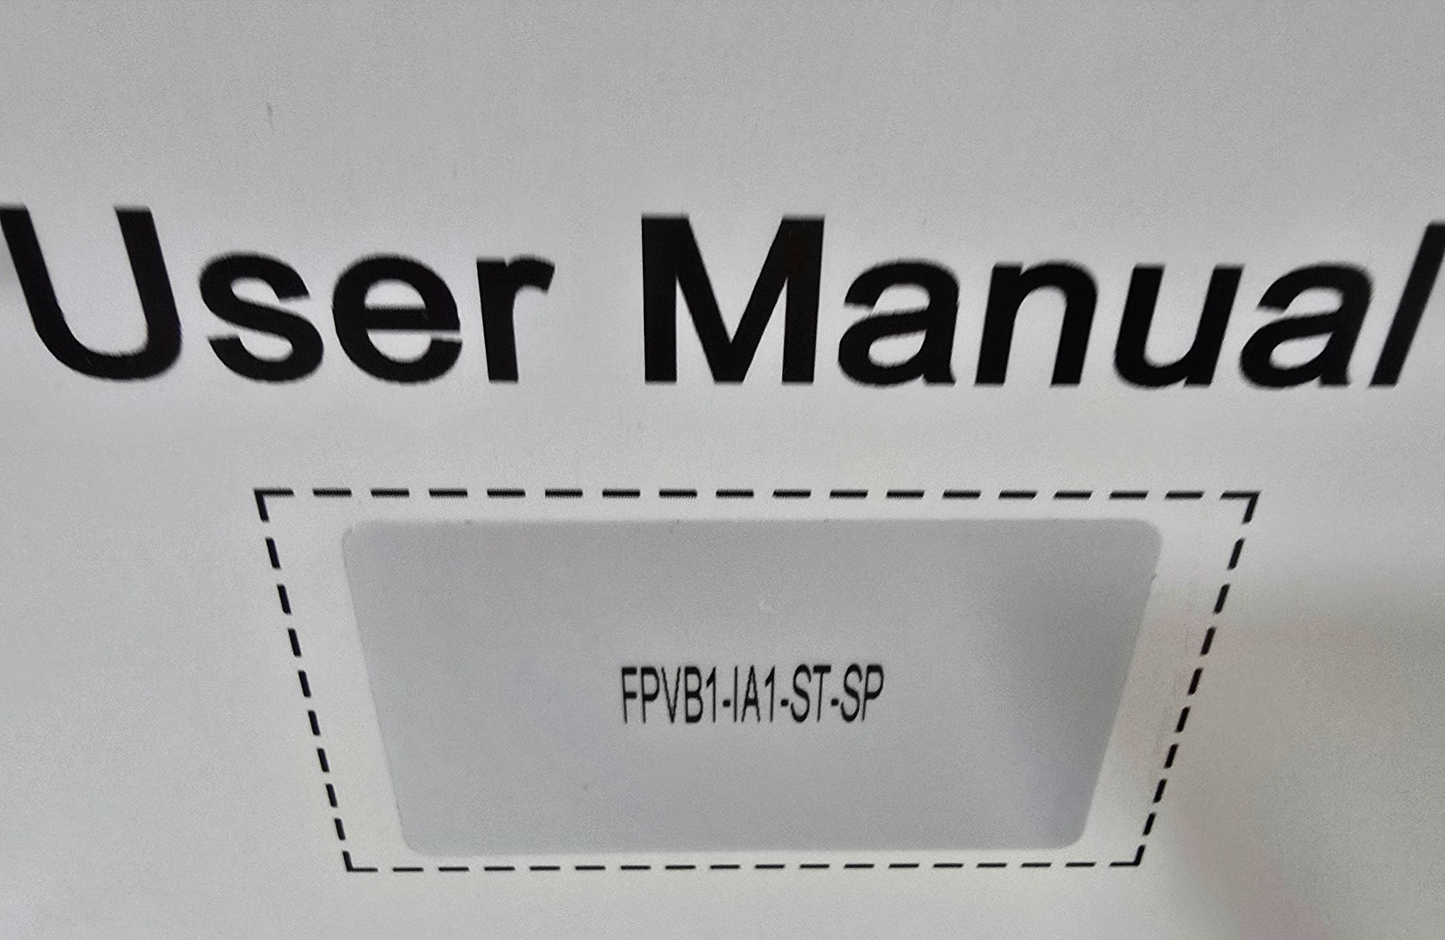 User Manual
FPVB1-IA1-ST-SP